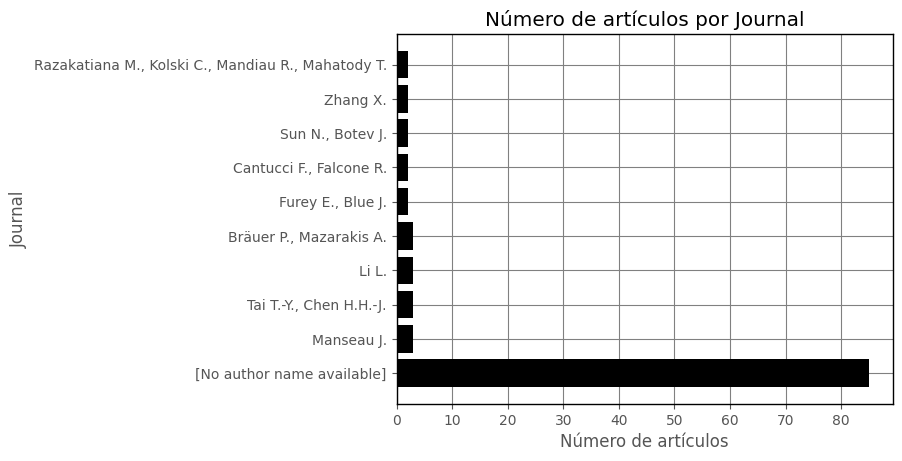 Número de artículos por Journal
Journal
Razakatiana M., Kolski C., Mandiau R., Mahatody T.
Zhang X.
Sun N., Botev J.
Cantucci F., Falcone R.
Furey E., Blue J.
Bräuer P., Mazarakis A.
Li L.
Tai T.-Y., Chen H.H.-J.
Manseau J.
[No author name available]
0 10 20 30 40 50 60 70 80
Número de artículos